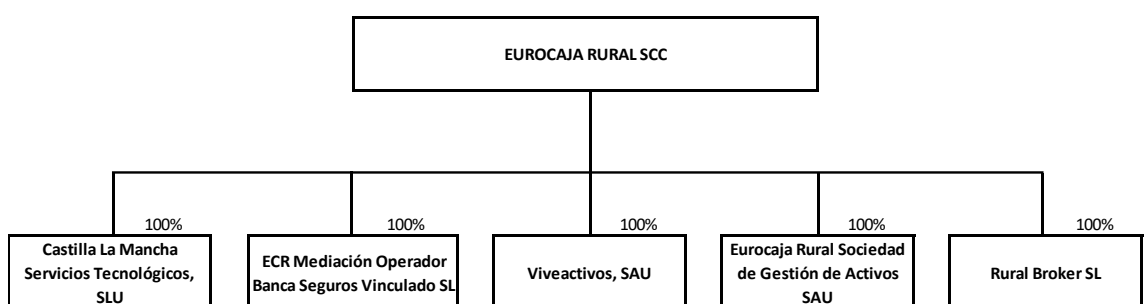 EUROCAJA RURAL SCC
100%
100%
100%
100%
100%
Castilla La Mancha
Servicios Tecnológicos,
SLU
ECR Mediación Operador
Banca Seguros Vinculado SL
Viveactivos, SAU
Eurocaja Rural Sociedad
de Gestión de Activos
SAU
Rural Broker SL